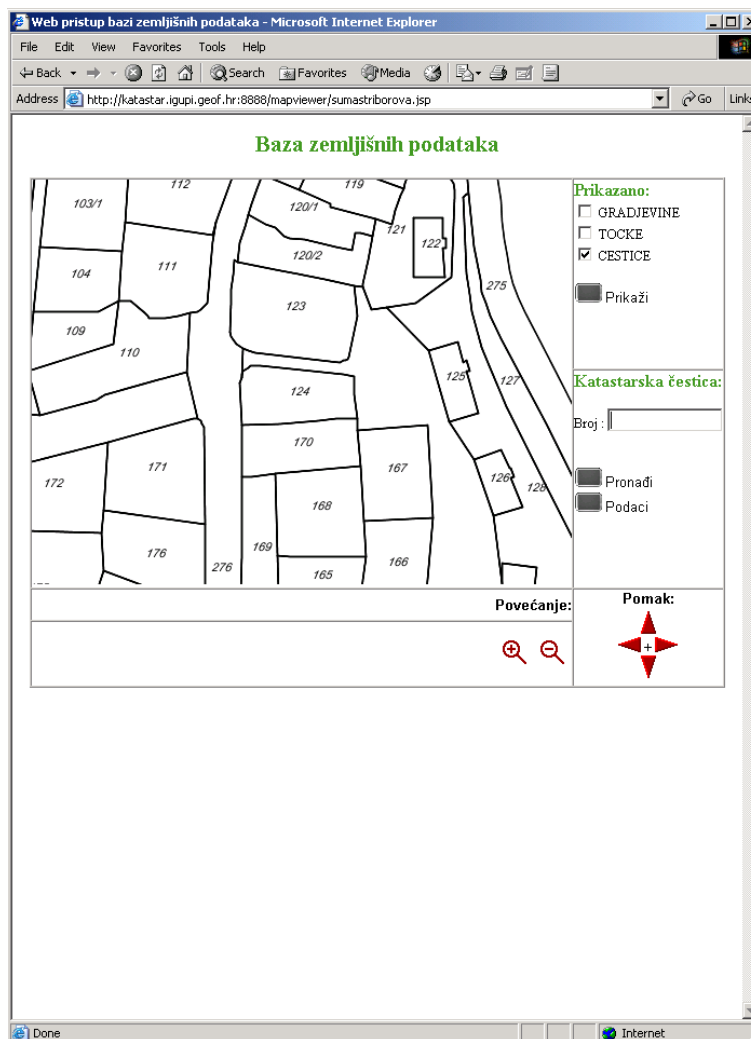 Web pristup bazi zemljišnih podataka - Microsoft Internet Explorer
File Edit View Favorites Tools Help
Back Search Favorites Media
Address http://katastar.igupi.geof.hr:8888/mapviewer/sumastriborova.jsp Go Links
Baza zemljišnih podataka
Prikazano:
GRADJEVINE
TOCKE
CESTICE
Prikaži
Katastarska čestica:
Broj :
Pronađi
Podaci
112
119
103/1
120/1
121
122
120/2
104
111
275
123
109
110
125
127
124
170
167
171
172
126
128
168
169
176
276
165
166
Povećanje:
Pomak:
+
Done Internet